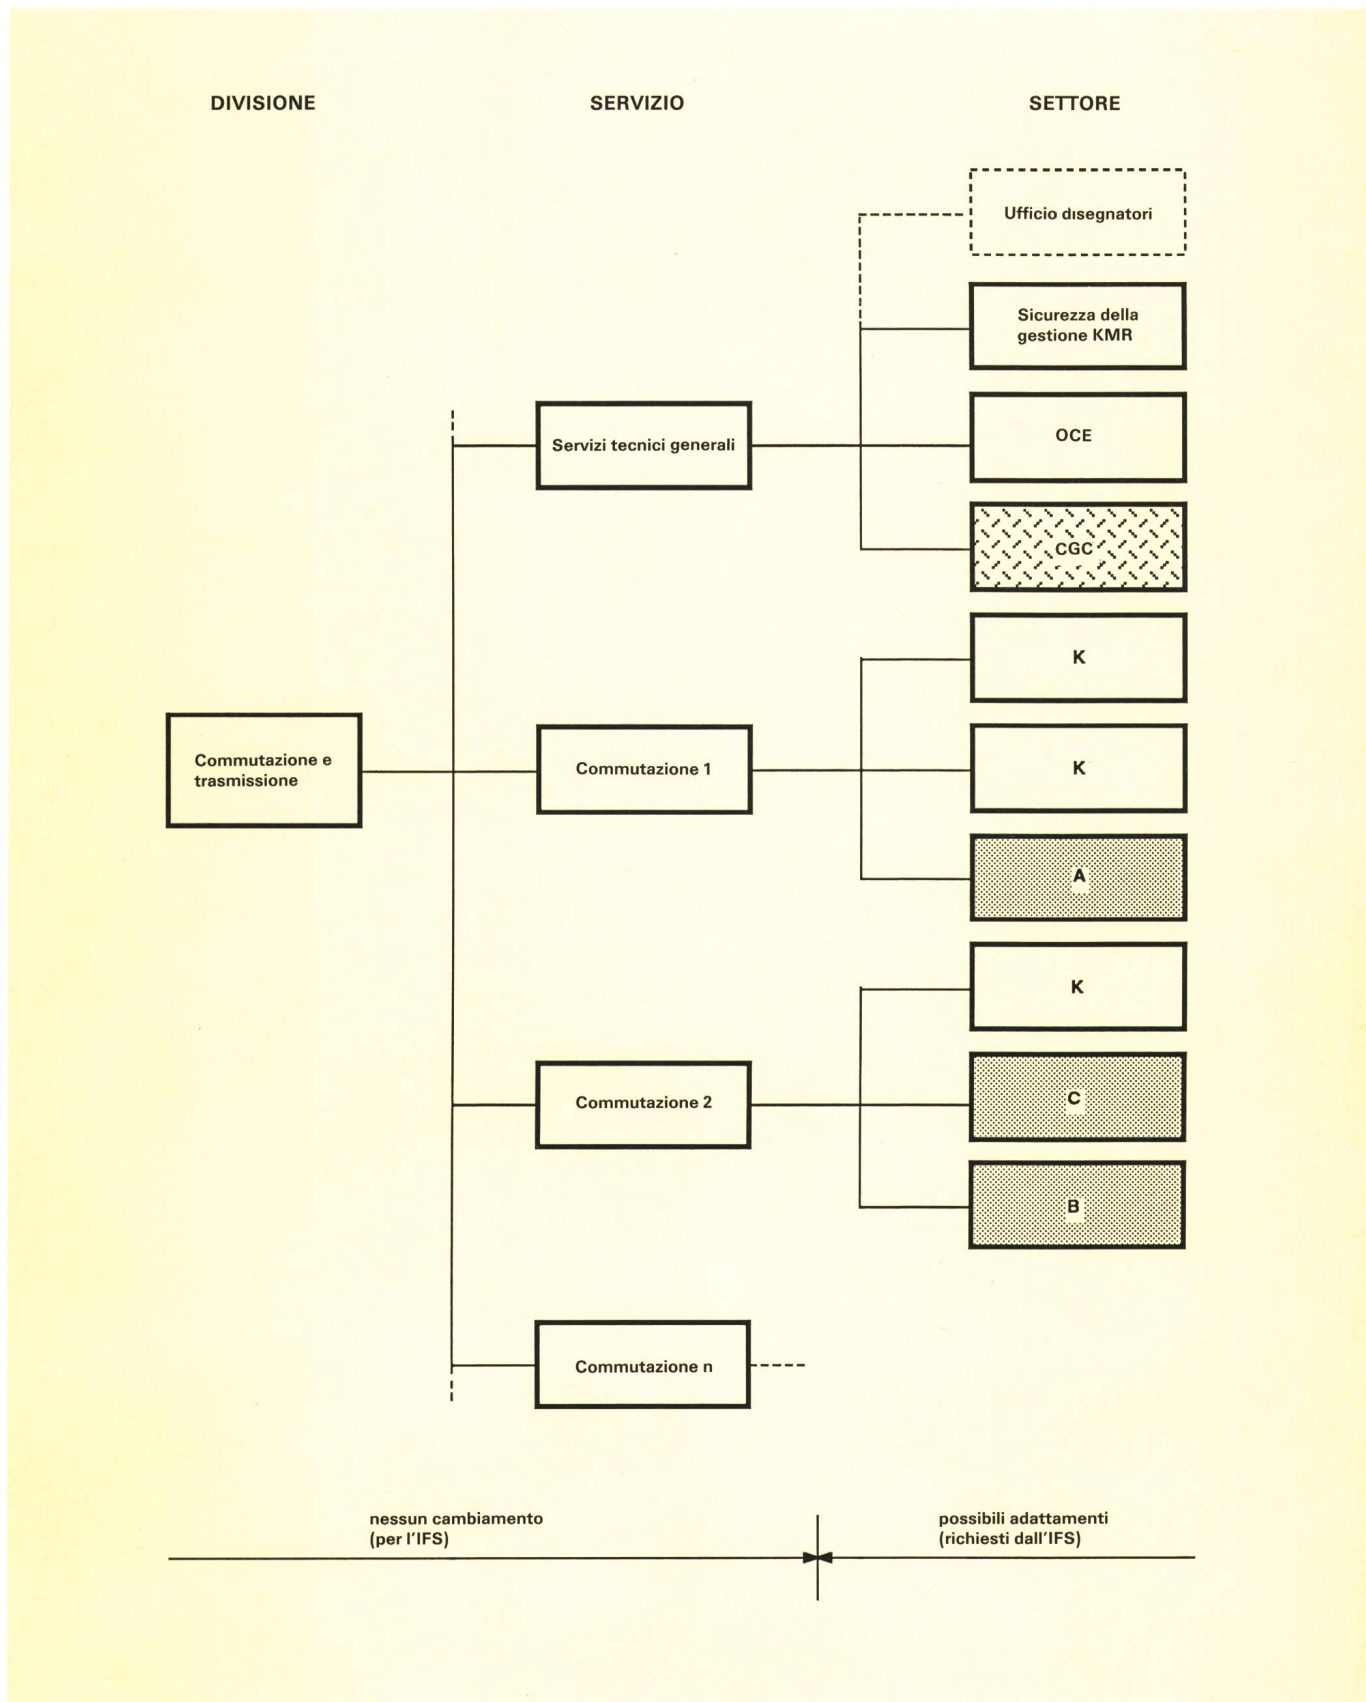 DIVISIONE
SERVIZIO
SETTORE
Ufficio disegnatori
Sicurezza della
gestione KMR
Servizi tecnici generali
OCE
CGC
K
Commutazione e
trasmissione
Commutazione 1
K
A
K
Commutazione 2
C
B
Commutazione n
nessun cambiamento
(per l'IFS)
possibili adattamenti
(richiesti dall'IFS)